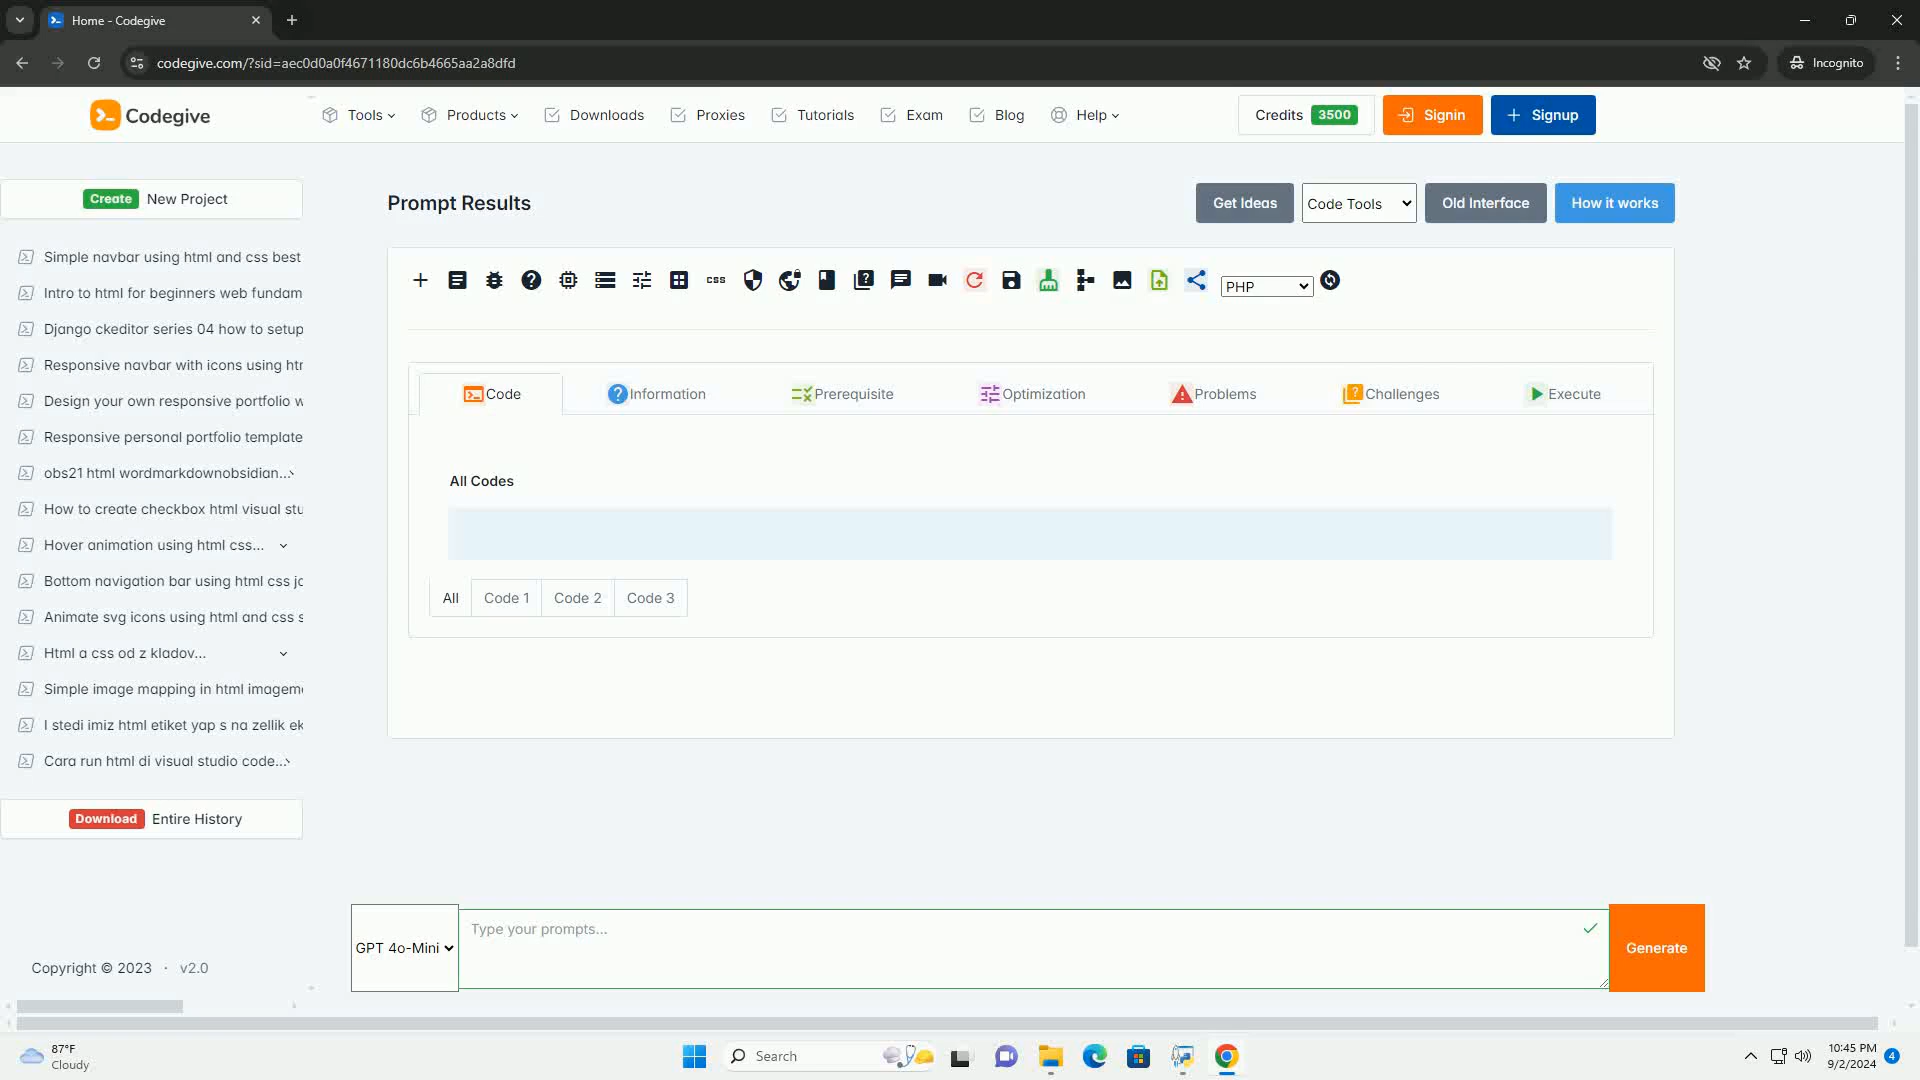 Home - Codegive
codegive.com/?sid=aec0d0a0f4671180dc6b4665aa2a8dfd
Incognito
Codegive
Tools
Products
Downloads
Proxies
Tutorials
Exam
Blog
Help
Credits 3500
Signin
Signup
Create New Project
Simple navbar using html and css best
Intro to html for beginners web fundam
Django ckeditor series 04 how to setup
Responsive navbar with icons using htr
Design your own responsive portfolio w
Responsive personal portfolio template
obs21 html wordmarkdownobsidian...
How to create checkbox html visual stu
Hover animation using html css...
Bottom navigation bar using html css jc
Animate svg icons using html and css s
Html a css od z kladov...
Simple image mapping in html imagem
I stedi imiz html etiket yap s na zellik ek
Cara run html di visual studio code...
Download Entire History
Copyright © 2023 · v2.0
Prompt Results
Get Ideas
Code Tools
Old Interface
How it works
css
PHP
Code
Information
Prerequisite
Optimization
Problems
Challenges
Execute
All Codes
All
Code 1
Code 2
Code 3
GPT 4o-Mini
Type your prompts...
Generate
87°F
Cloudy
Search
10:45 PM
9/2/2024
4